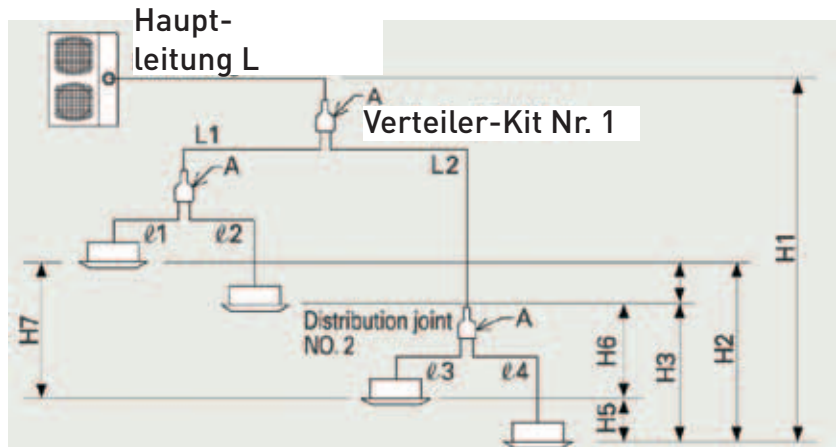 Haupt-
leitung L
A
Verteiler-Kit Nr. 1
L1
L2
A
ℓ1
ℓ2
H1
Distribution joint
NO. 2
A
H7
H6
H3
H2
ℓ3
ℓ4
H5